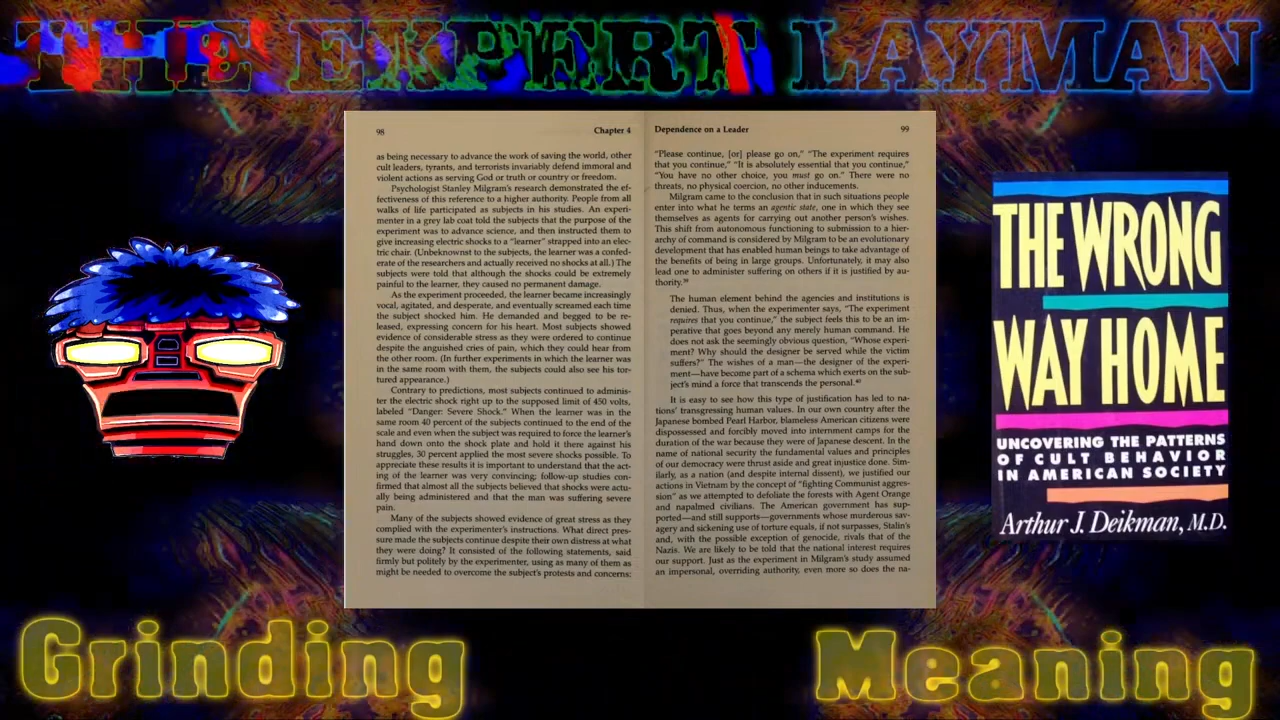 THE EXPERT LAYMAN
98 Chapter 4
as being necessary to advance the work of saving the world, other
cult leaders, tyrants, and terrorists invariably defend immoral and
violent actions as serving God or truth or country or freedom.
Psychologist Stanley Milgram's research demonstrated the ef-
fectiveness of this reference to a higher authority. People from all
walks of life participated as subjects in his studies. An experi-
menter in a grey lab coat told the subjects that the purpose of the
experiment was to advance science, and then instructed them to
give increasing electric shocks to a "learner" strapped into an elec-
tric chair. (Unbeknownst to the subjects, the learner was a confed-
erate of the researchers and actually received no shocks at all.) The
subjects were told that although the shocks could be extremely
painful to the learner, they caused no permanent damage.
As the experiment proceeded, the learner became increasingly
vocal, agitated, and desperate, and eventually screamed each time
the subject shocked him. He demanded and begged to be re-
leased, expressing concern for his heart. Most subjects showed
evidence of considerable stress as they were ordered to continue
despite the anguished cries of pain, which they could hear from
the other room. (In further experiments in which the learner was
in the same room with them, the subjects could also see his tor-
tured appearance.)
Contrary to predictions, most subjects continued to adminis-
ter the electric shock right up to the supposed limit of 450 volts,
labeled "Danger: Severe Shock." When the learner was in the
same room 40 percent of the subjects continued to the end of the
scale and even when the subject was required to force the learner's
hand down onto the shock plate and hold it there against his
struggles, 30 percent applied the most severe shocks possible. To
appreciate these results it is important to understand that the act-
ing of the learner was very convincing; follow-up studies con-
firmed that almost all the subjects believed that shocks were actu-
ally being administered and that the man was suffering severe
pain.
Many of the subjects showed evidence of great stress as they
complied with the experimenter's instructions. What direct pres-
sure made the subjects continue despite their own distress at what
they were doing? It consisted of the following statements, said
firmly but politely by the experimenter, using as many of them as
might be needed to overcome the subject's protests and concerns:
Dependence on a Leader 99
"Please continue, [or] please go on," "The experiment requires
that you continue," "It is absolutely essential that you continue,"
"You have no other choice, you must go on." There were no
threats, no physical coercion, no other inducements.
Milgram came to the conclusion that in such situations people
enter into what he terms an agentic state, one in which they see
themselves as agents for carrying out another person's wishes.
This shift from autonomous functioning to submission to a hier-
archy of command is considered by Milgram to be an evolutionary
development that has enabled human beings to take advantage of
the benefits of being in large groups. Unfortunately, it may also
lead one to administer suffering on others if it is justified by au-
thority.³⁹
The human element behind the agencies and institutions is
denied. Thus, when the experimenter says, "The experiment
requires that you continue," the subject feels this to be an im-
perative that goes beyond any merely human command. He
does not ask the seemingly obvious question, "Whose experi-
ment? Why should the designer be served while the victim
suffers?" The wishes of a man—the designer of the experi-
ment—have become part of a schema which exerts on the sub-
ject's mind a force that transcends the personal.⁴⁰
It is easy to see how this type of justification has led to na-
tions' transgressing human values. In our own country after the
Japanese bombed Pearl Harbor, blameless American citizens were
dispossessed and forcibly moved into internment camps for the
duration of the war because they were of Japanese descent. In the
name of national security the fundamental values and principles
of our democracy were thrust aside and great injustice done. Sim-
ilarly, as a nation (and despite internal dissent), we justified our
actions in Vietnam by the concept of "fighting Communist aggres-
sion" as we attempted to defoliate the forests with Agent Orange
and napalmed civilians. The American government has sup-
ported—and still supports—governments whose murderous sav-
agery and sickening use of torture equals, if not surpasses, Stalin's
and, with the possible exception of genocide, rivals that of the
Nazis. We are likely to be told that the national interest requires
our support. Just as the experiment in Milgram's study assumed
an impersonal, overriding authority, even more so does the na-
THE WRONG
WAY HOME
UNCOVERING THE PATTERNS
OF CULT BEHAVIOR
IN AMERICAN SOCIETY
Arthur J. Deikman, M.D.
Grinding Meaning